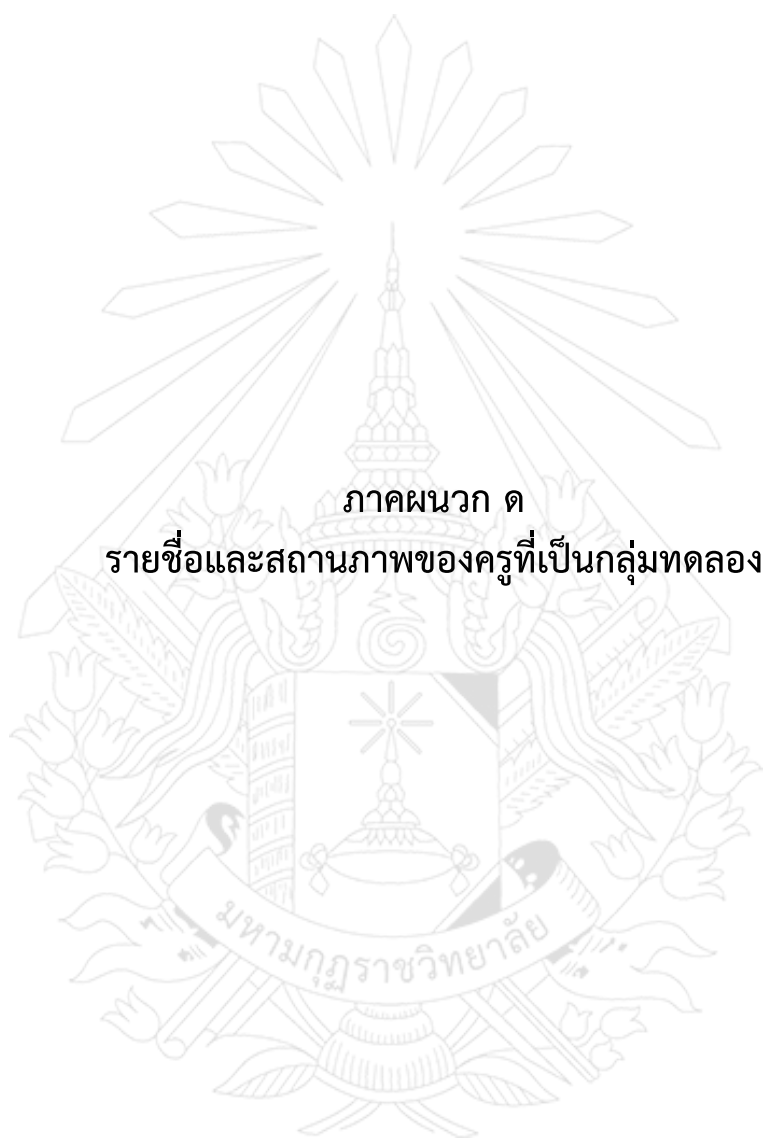 ภาคผนวก ด
รายชื่อและสถานภาพของครูที่เป็นกลุ่มทดลอง
มหามกุฏราชวิทยาลัย